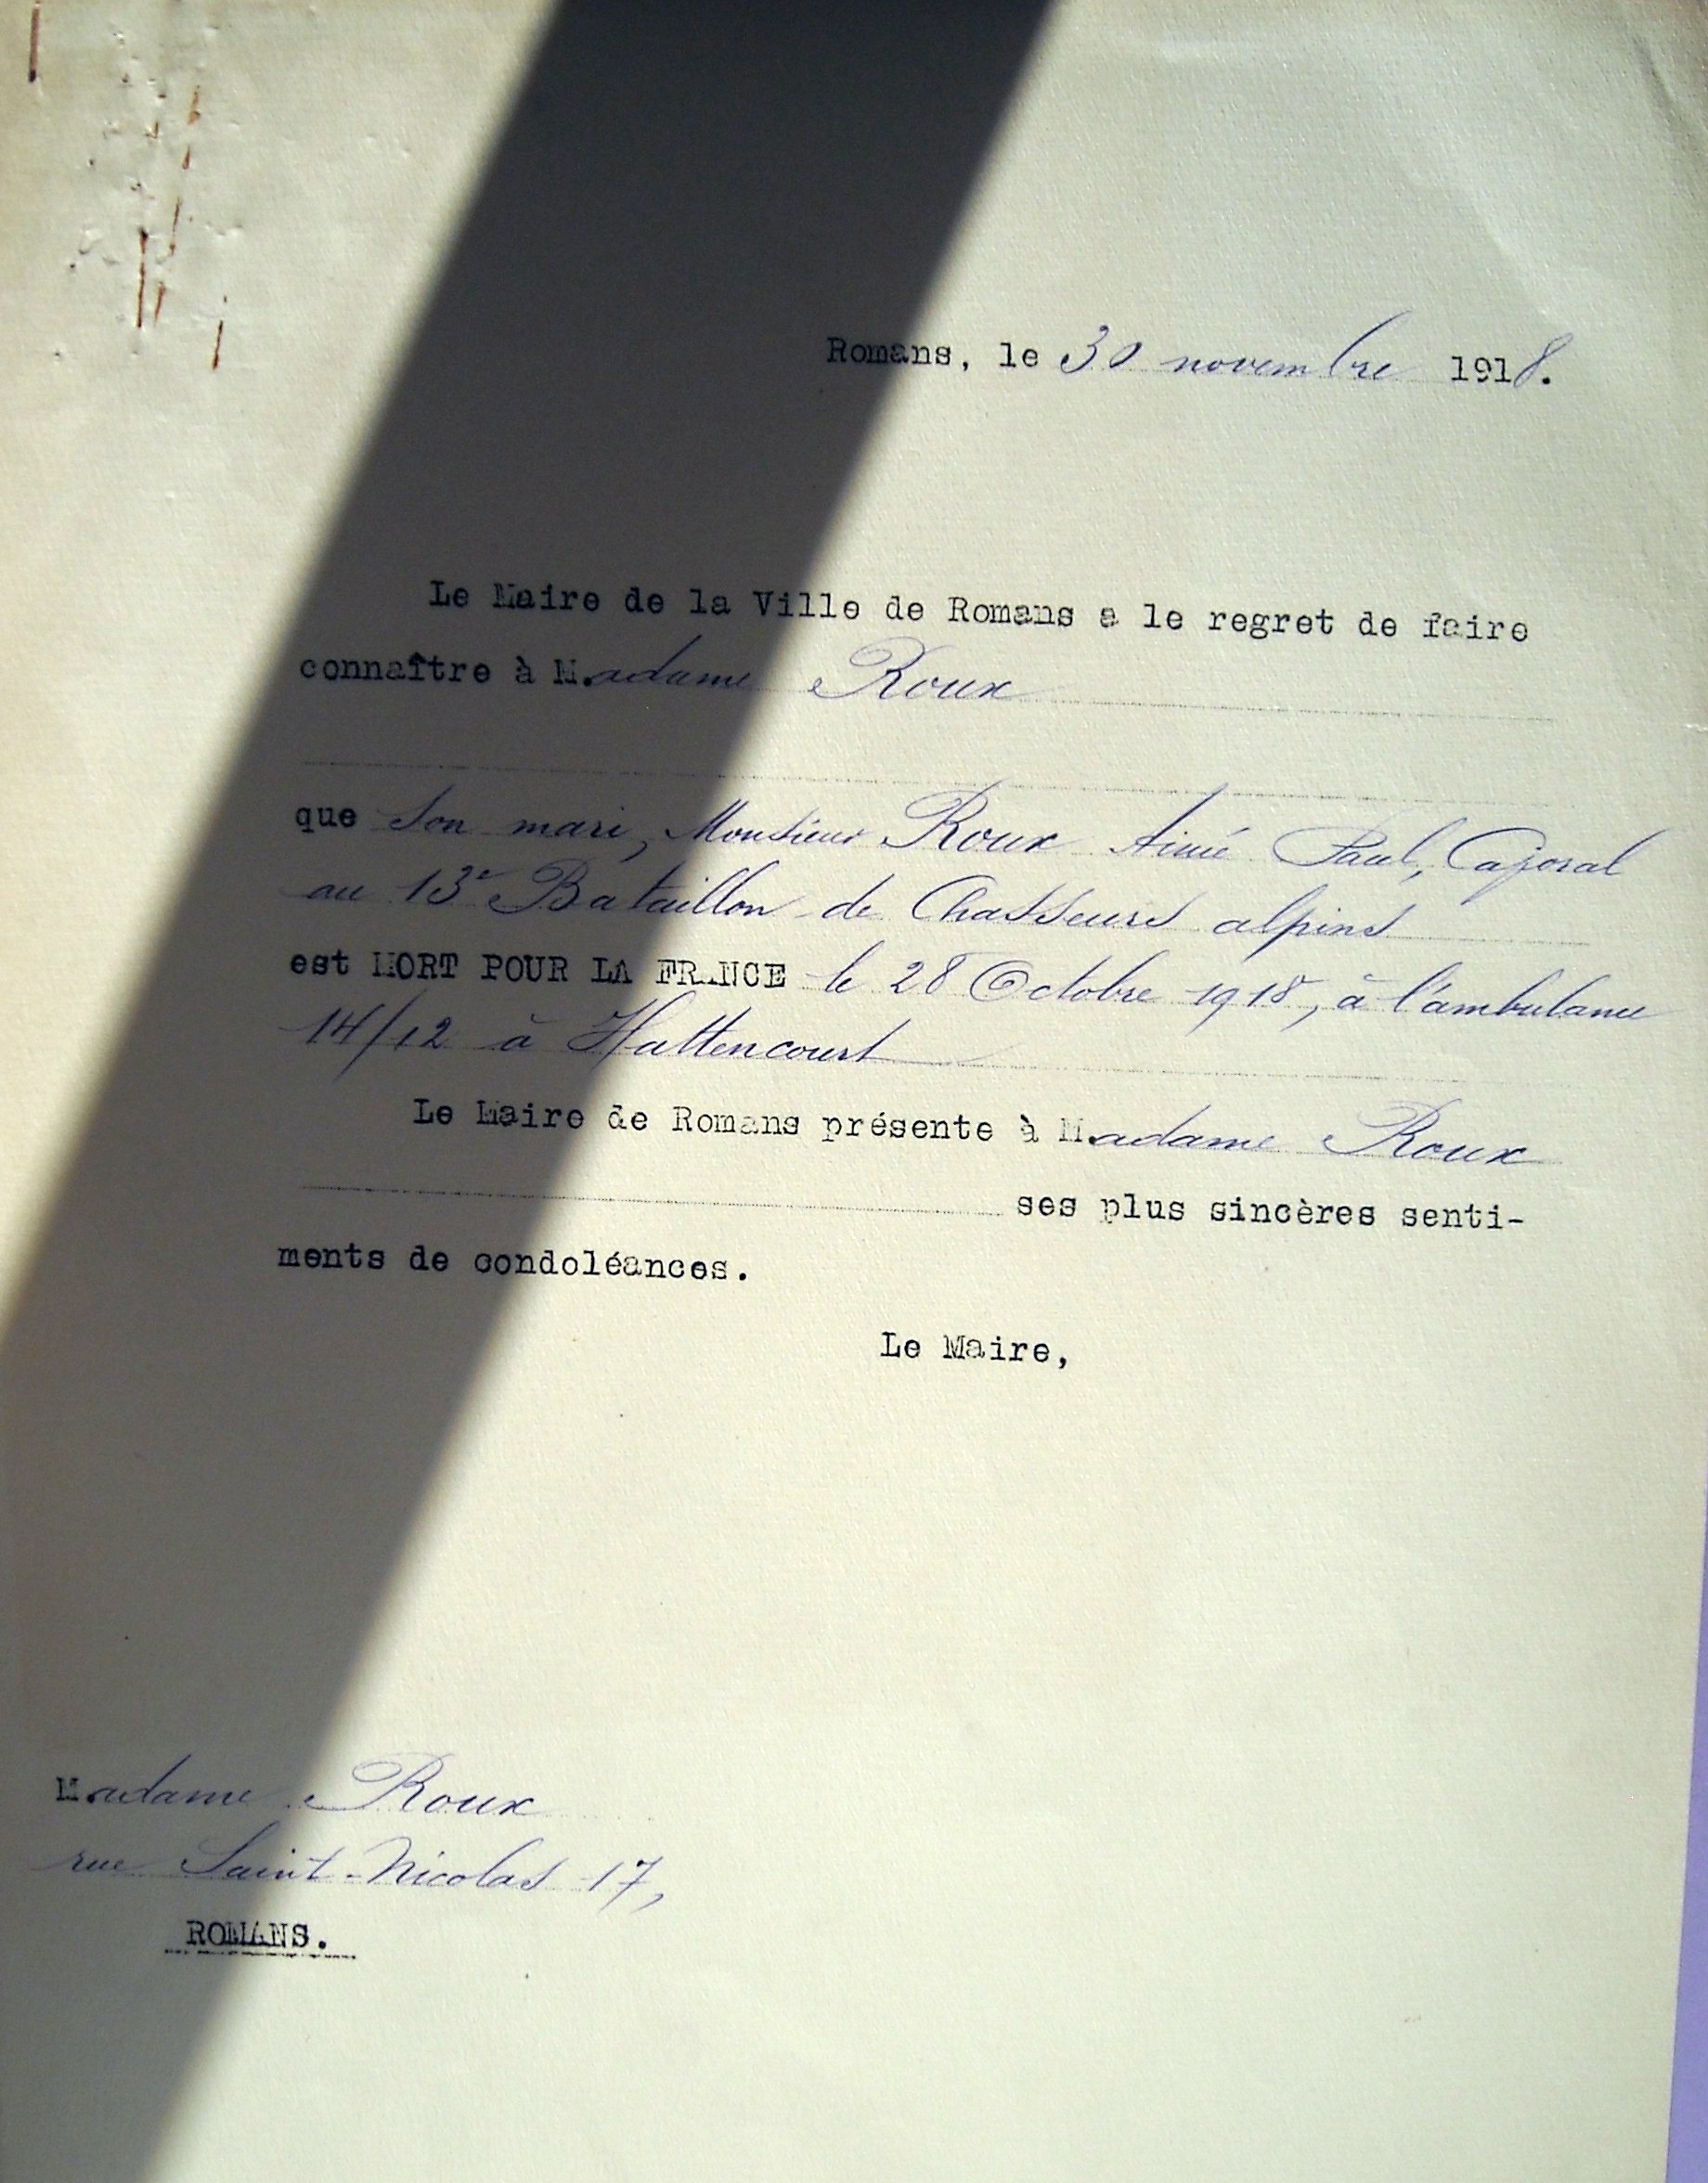 Romans, le 30 novembre 1918.
Le Maire de la Ville de Romans a le regret de faire
connaître à Madame Roux
que son mari, Monsieur Roux Aimé Paul, Caporal
au 13e Bataillon de Chasseurs alpins
est MORT POUR LA FRANCE le 28 Octobre 1918, à l'ambulance
14/12 à Hattencourt
Le Maire de Romans présente à Madame Roux
ses plus sincères senti-
ments de condoléances.
Le Maire,
Madame Roux
rue Saint-Nicolas 17,
ROMANS.